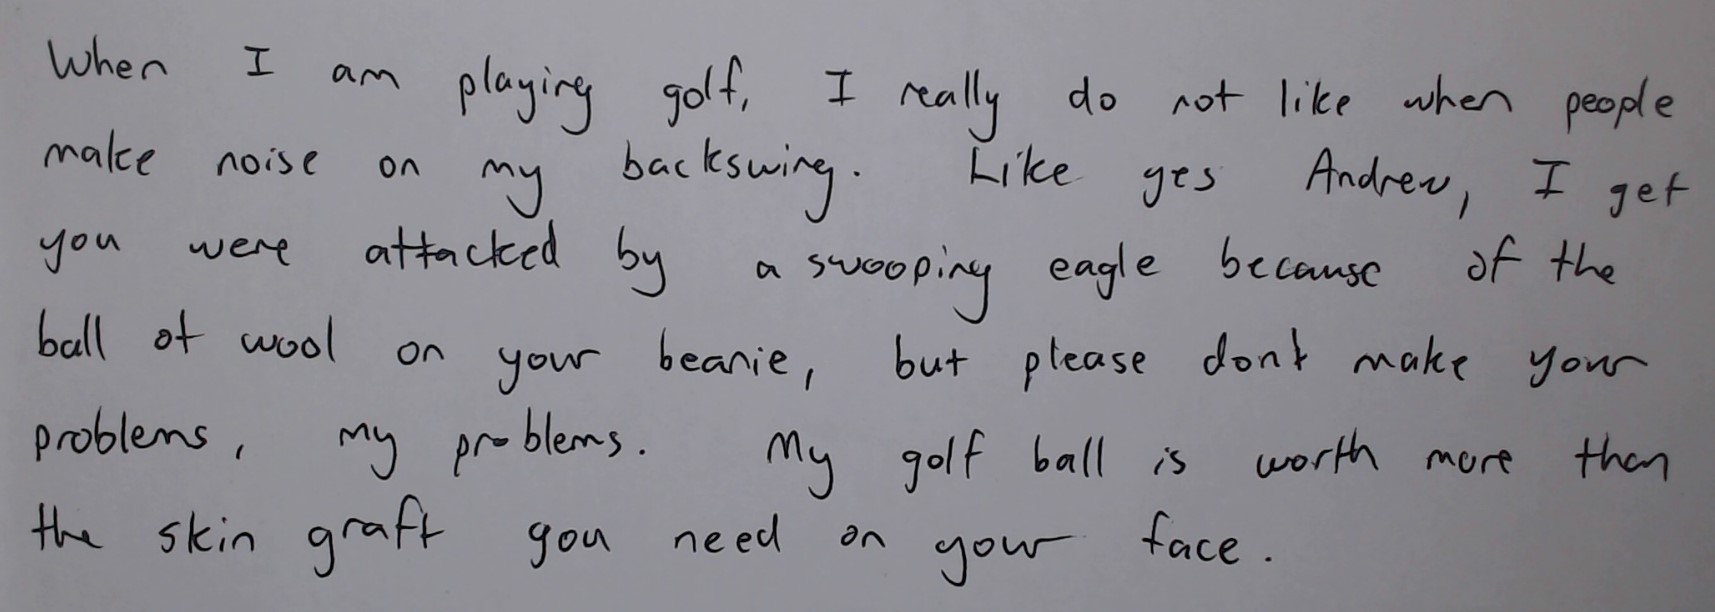 When I am playing golf, I really do not like when people
make noise on my backswing. Like yes Andrew, I get
you were attacked by a swooping eagle because of the
ball of wool on your beanie, but please dont make your
problems, my problems. My golf ball is worth more than
the skin graft you need on your face.